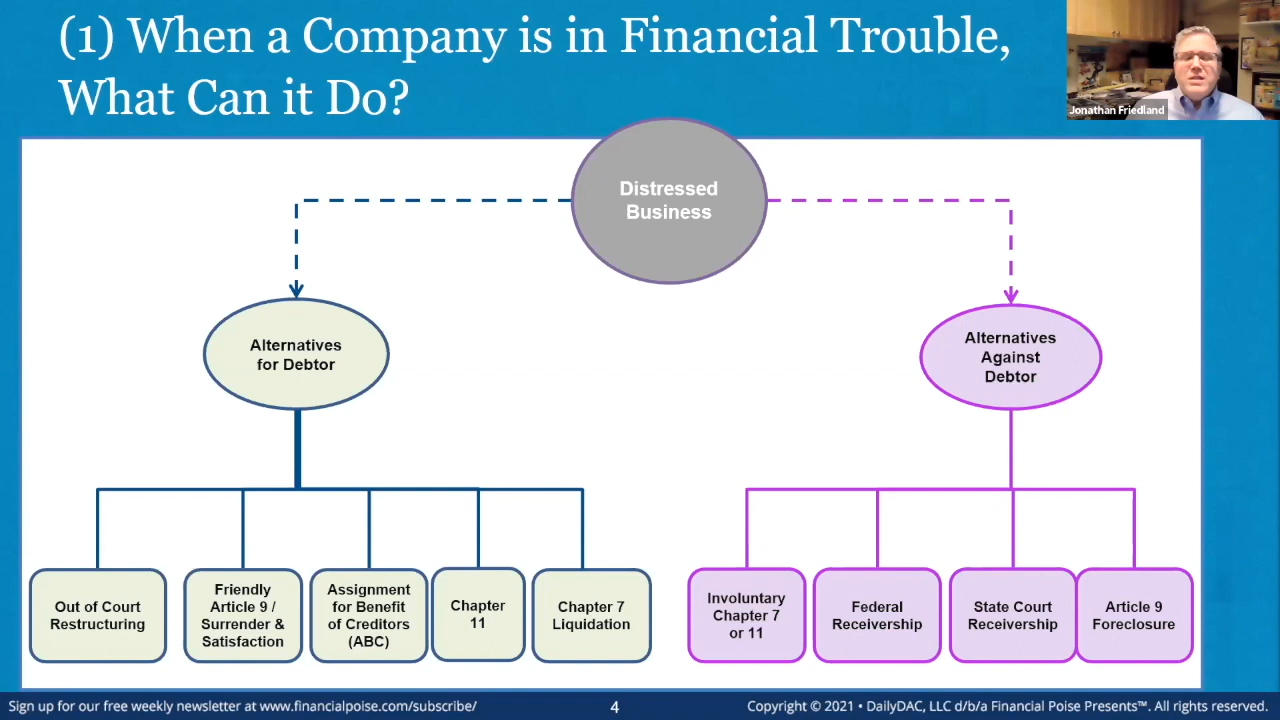 (1) When a Company is in Financial Trouble,
What Can it Do?
Jonathan Friedland
Distressed
Business
Alternatives
for Debtor
Alternatives
Against
Debtor
Out of Court
Restructuring
Friendly
Article 9 /
Surrender &
Satisfaction
Assignment
for Benefit
of Creditors
(ABC)
Chapter
11
Chapter 7
Liquidation
Involuntary
Chapter 7
or 11
Federal
Receivership
State Court
Receivership
Article 9
Foreclosure
Sign up for our free weekly newsletter at www.financialpoise.com/subscribe/
4
Copyright © 2021 • DailyDAC, LLC d/b/a Financial Poise Presents™. All rights reserved.